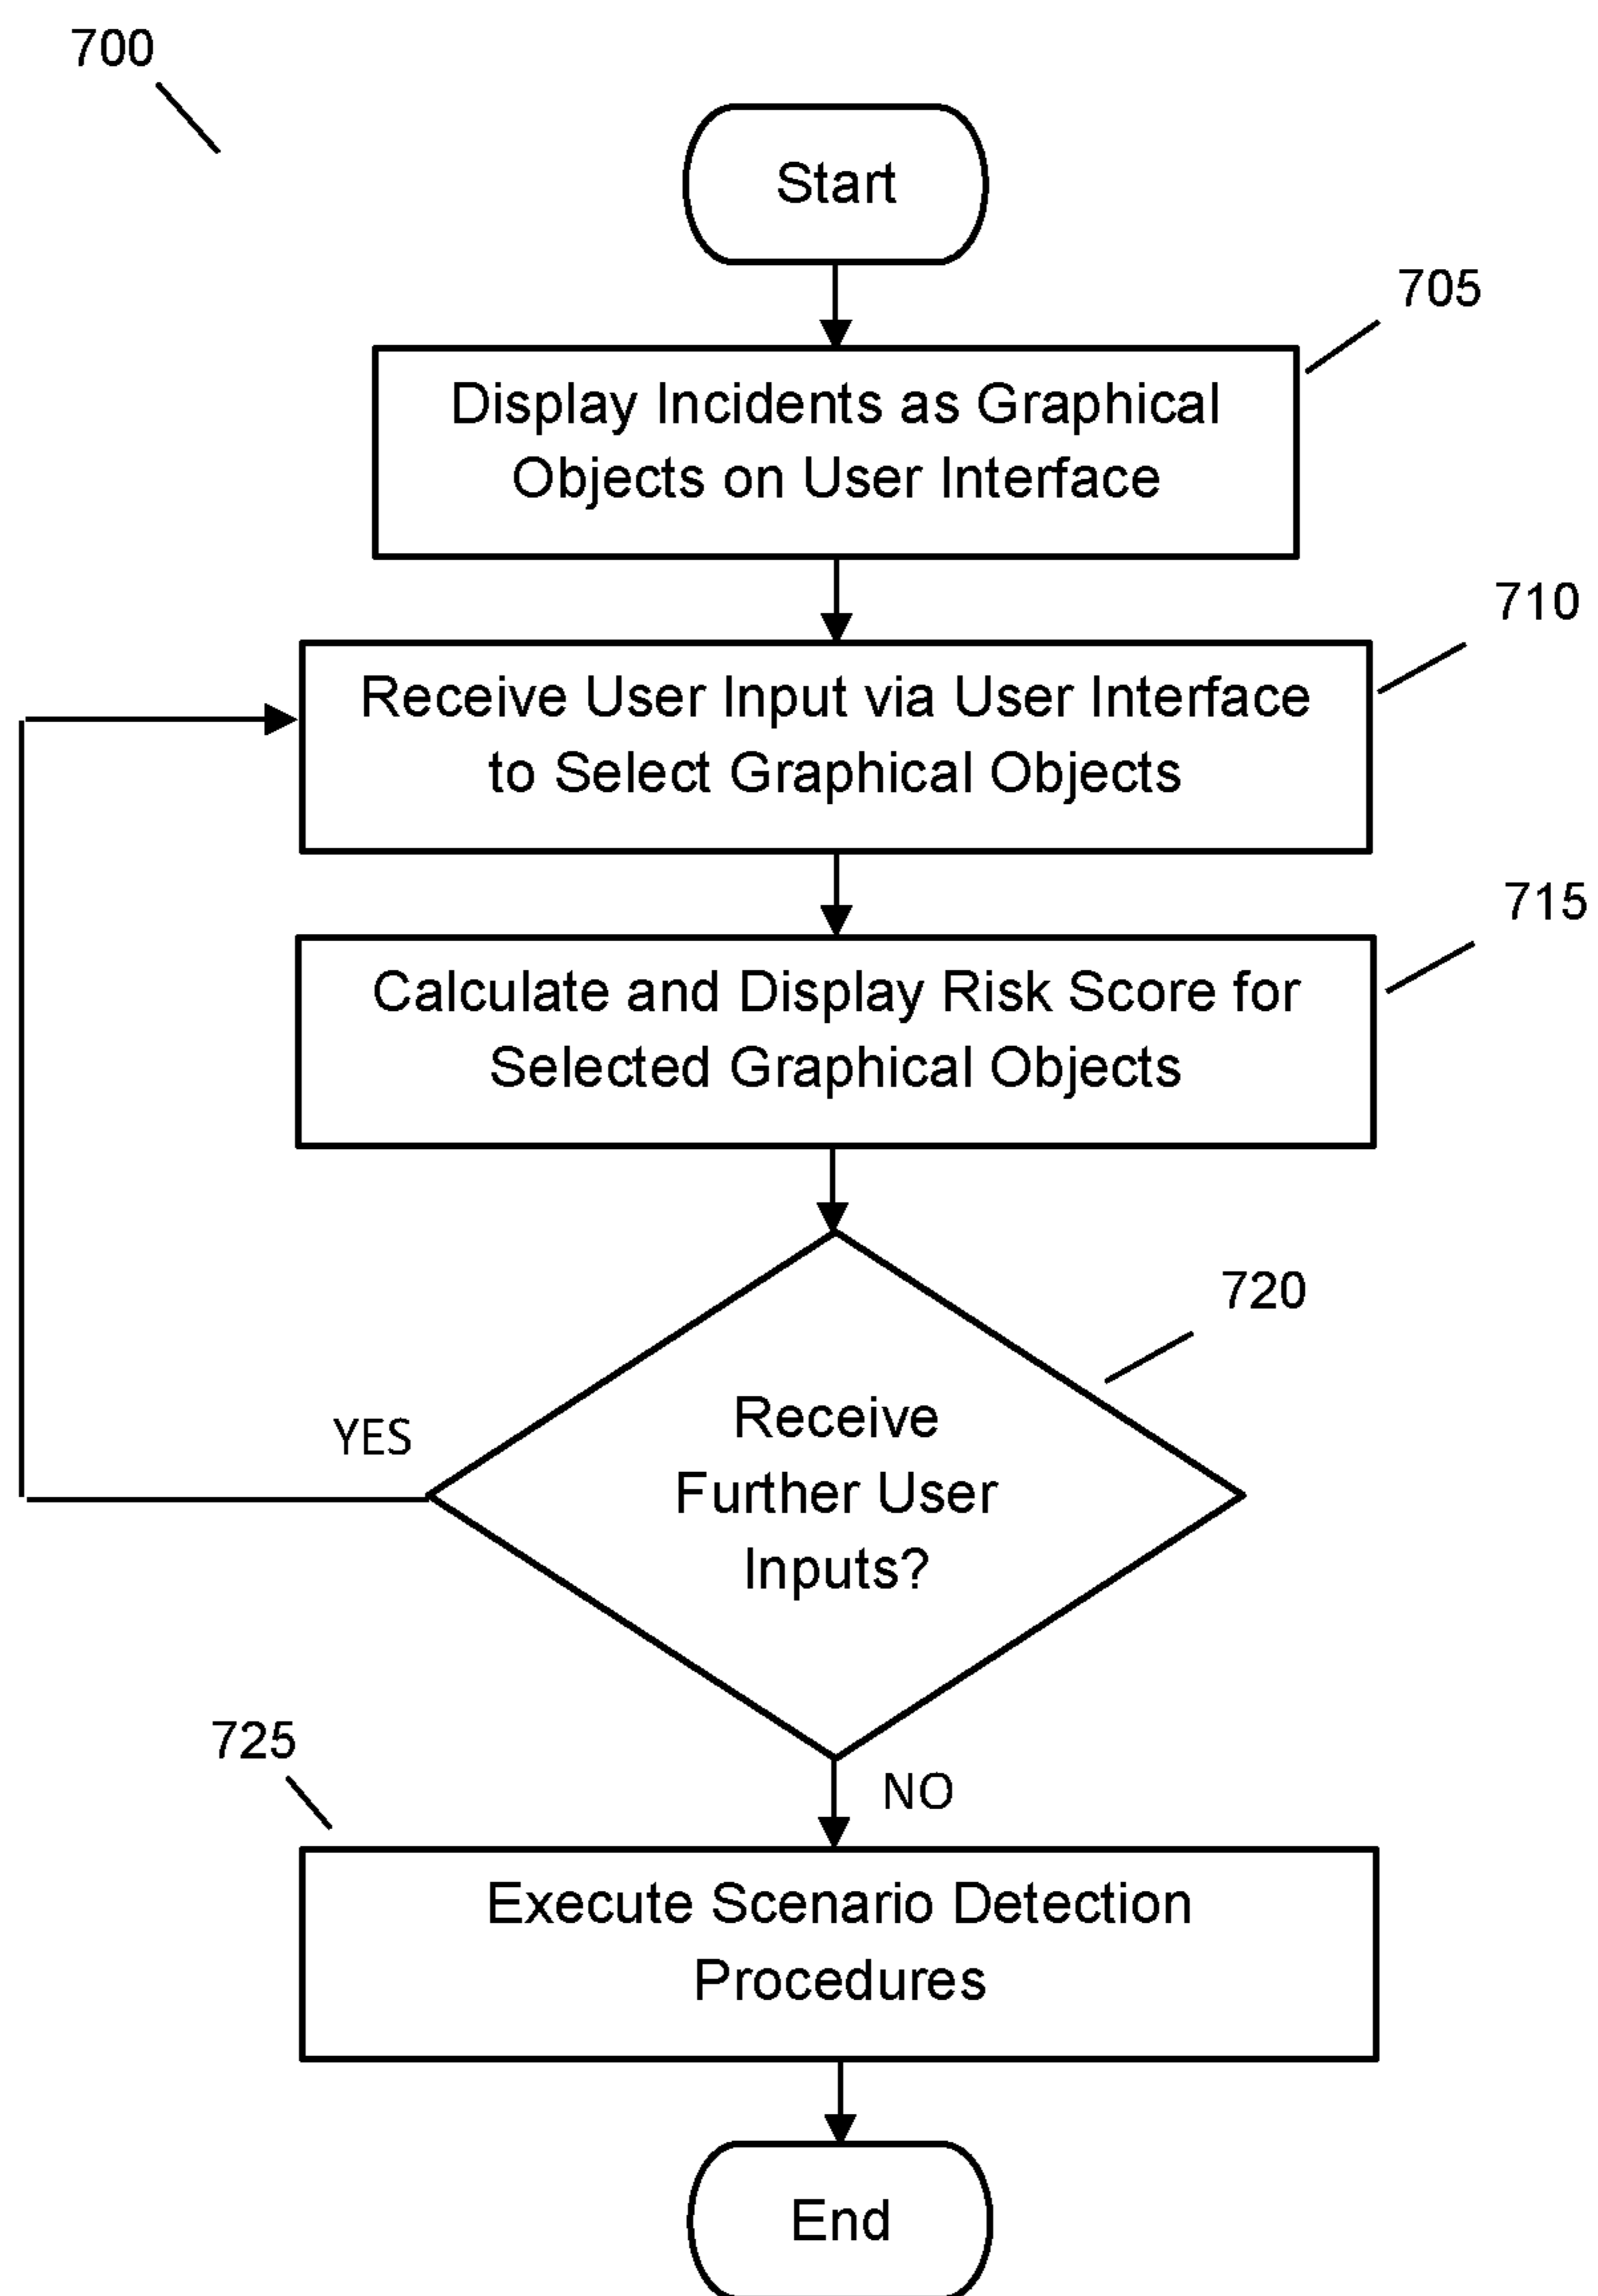 700
Start
705
Display Incidents as Graphical
Objects on User Interface
710
Receive User Input via User Interface
to Select Graphical Objects
715
Calculate and Display Risk Score for
Selected Graphical Objects
720
Receive
Further User
Inputs?
YES
NO
725
Execute Scenario Detection
Procedures
End